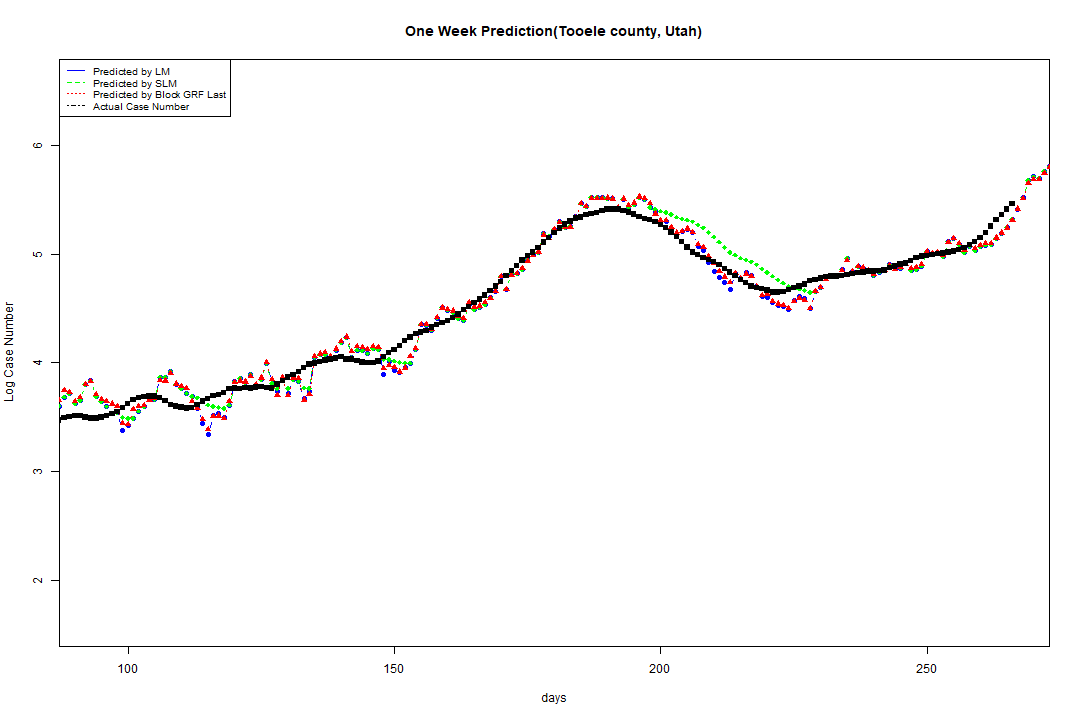 One Week Prediction(Tooele county, Utah)
Predicted by LM
Predicted by SLM
Predicted by Block GRF Last
Actual Case Number
6
5
4
3
2
Log Case Number
100 150 200 250
days